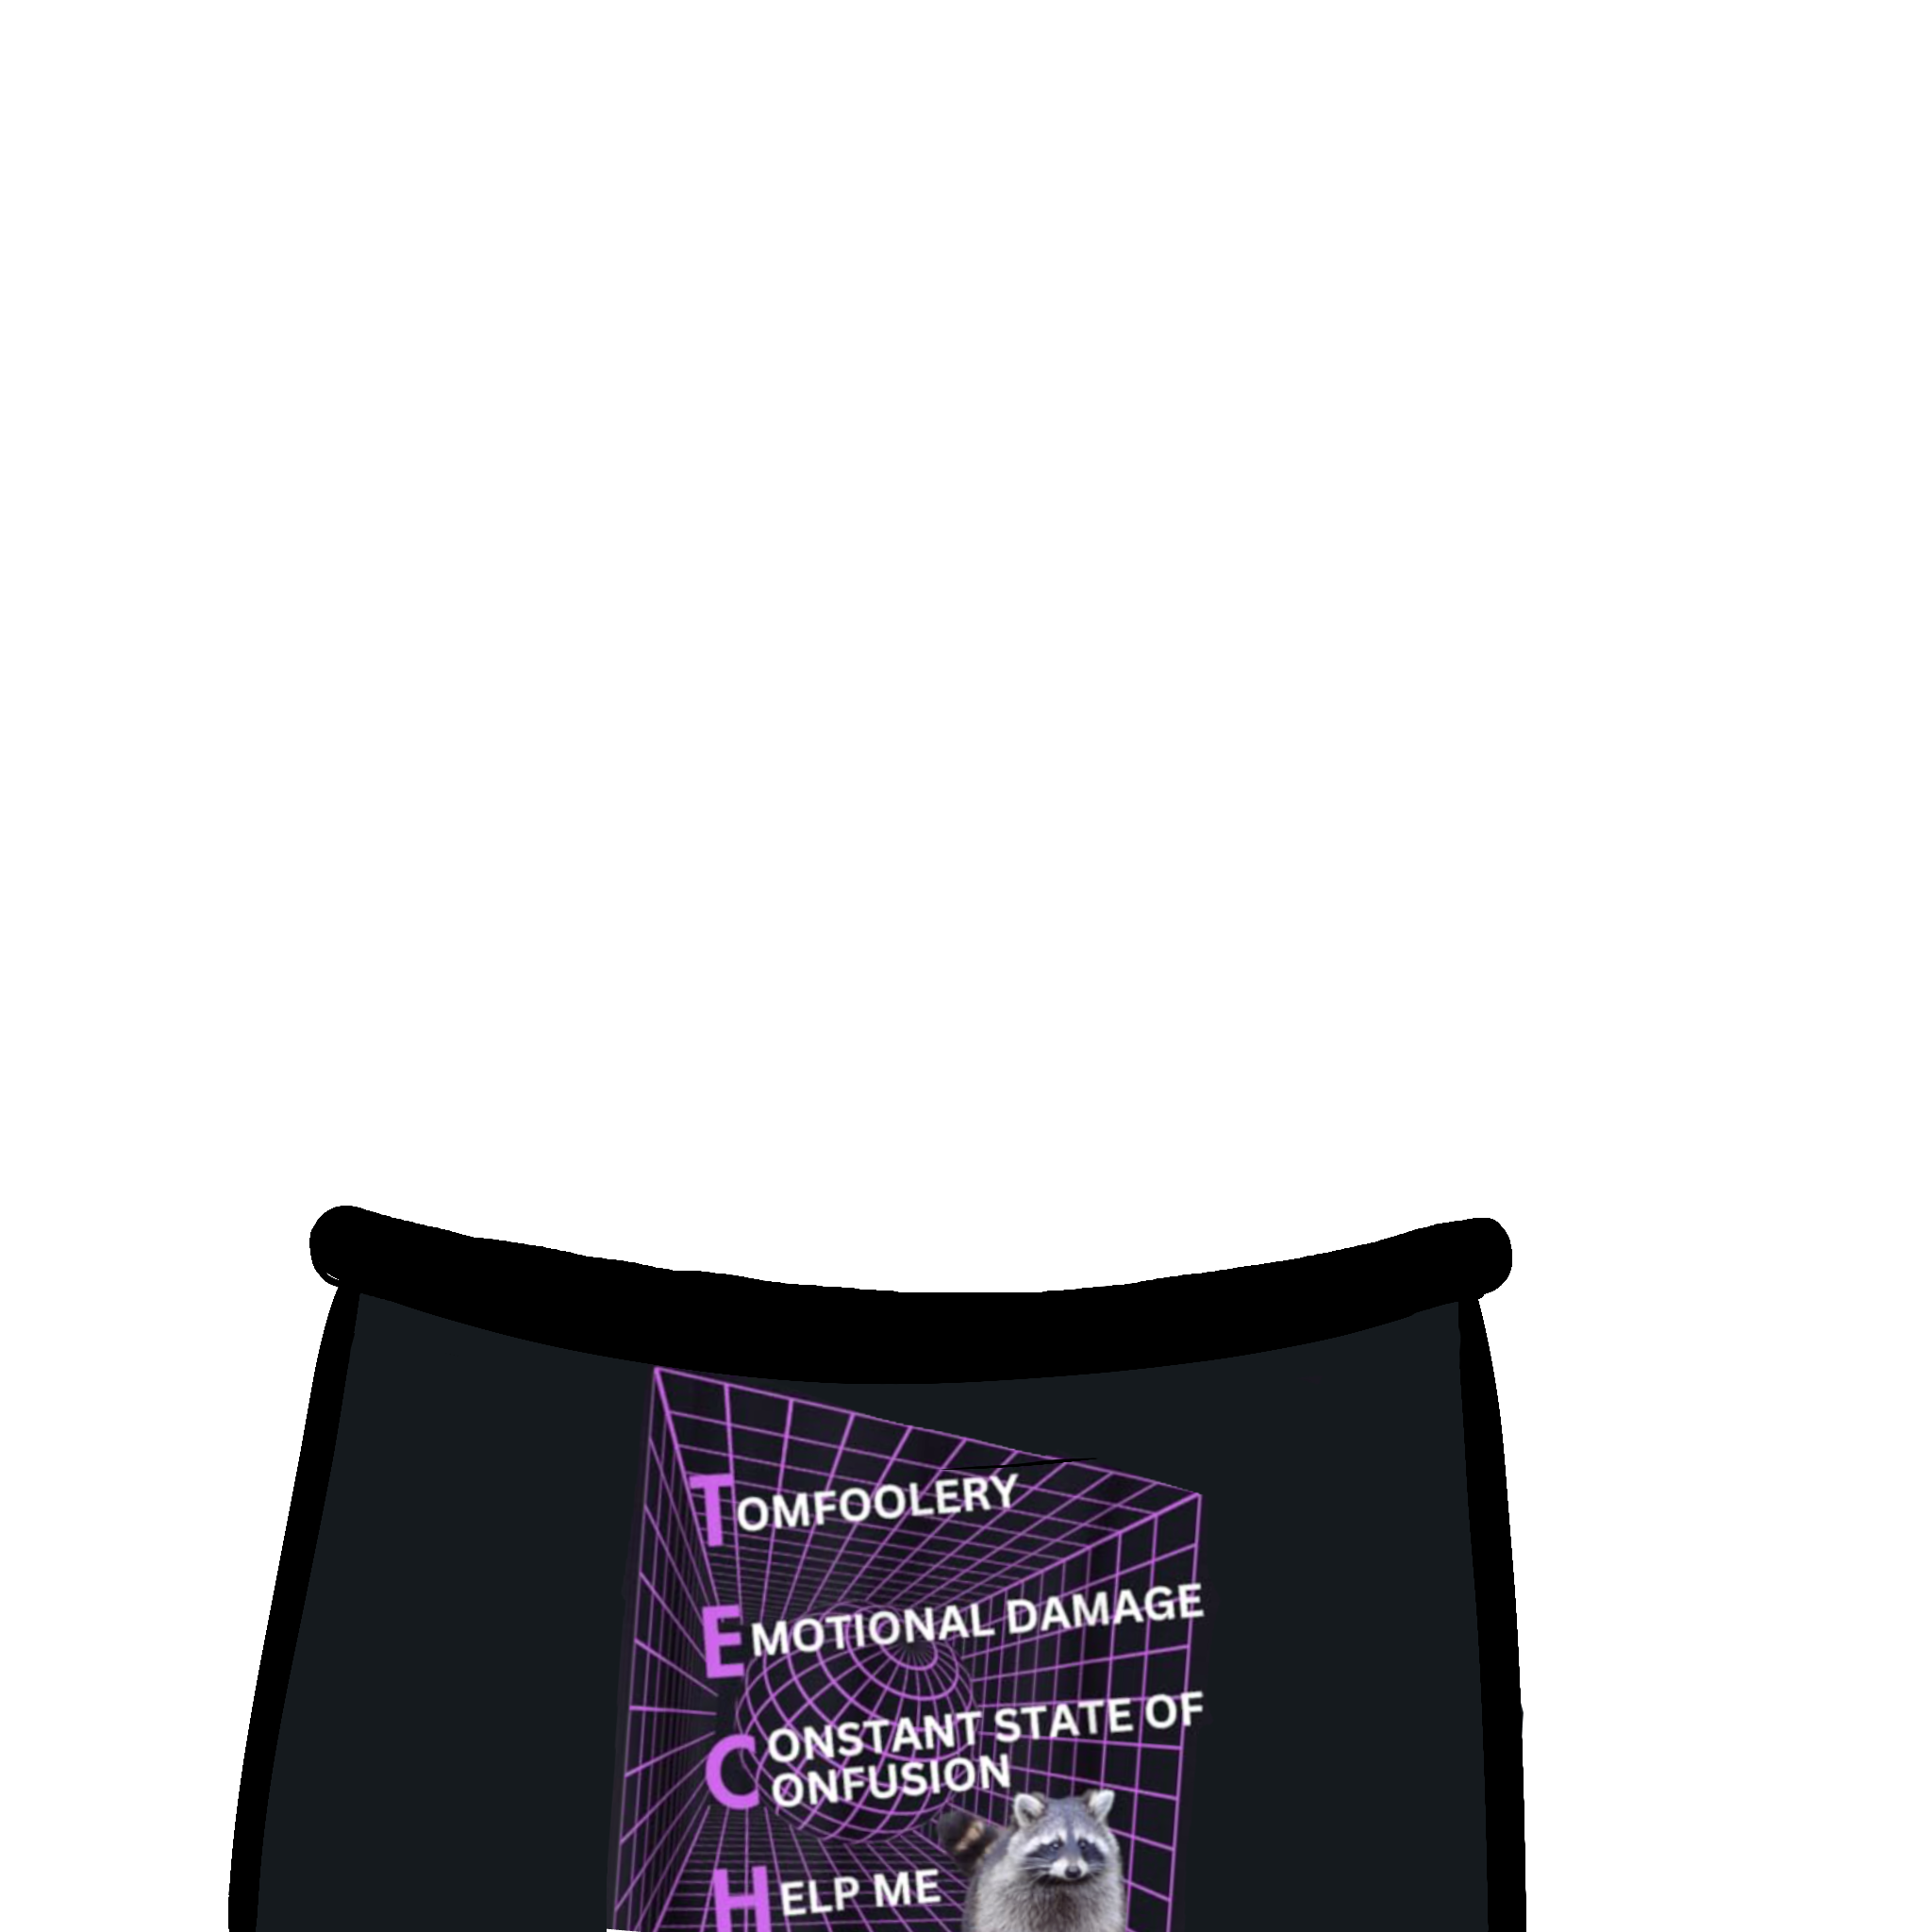 TOMFOOLERY
EMOTIONAL DAMAGE
CONSTANT STATE OF
ONFUSION
HELP ME